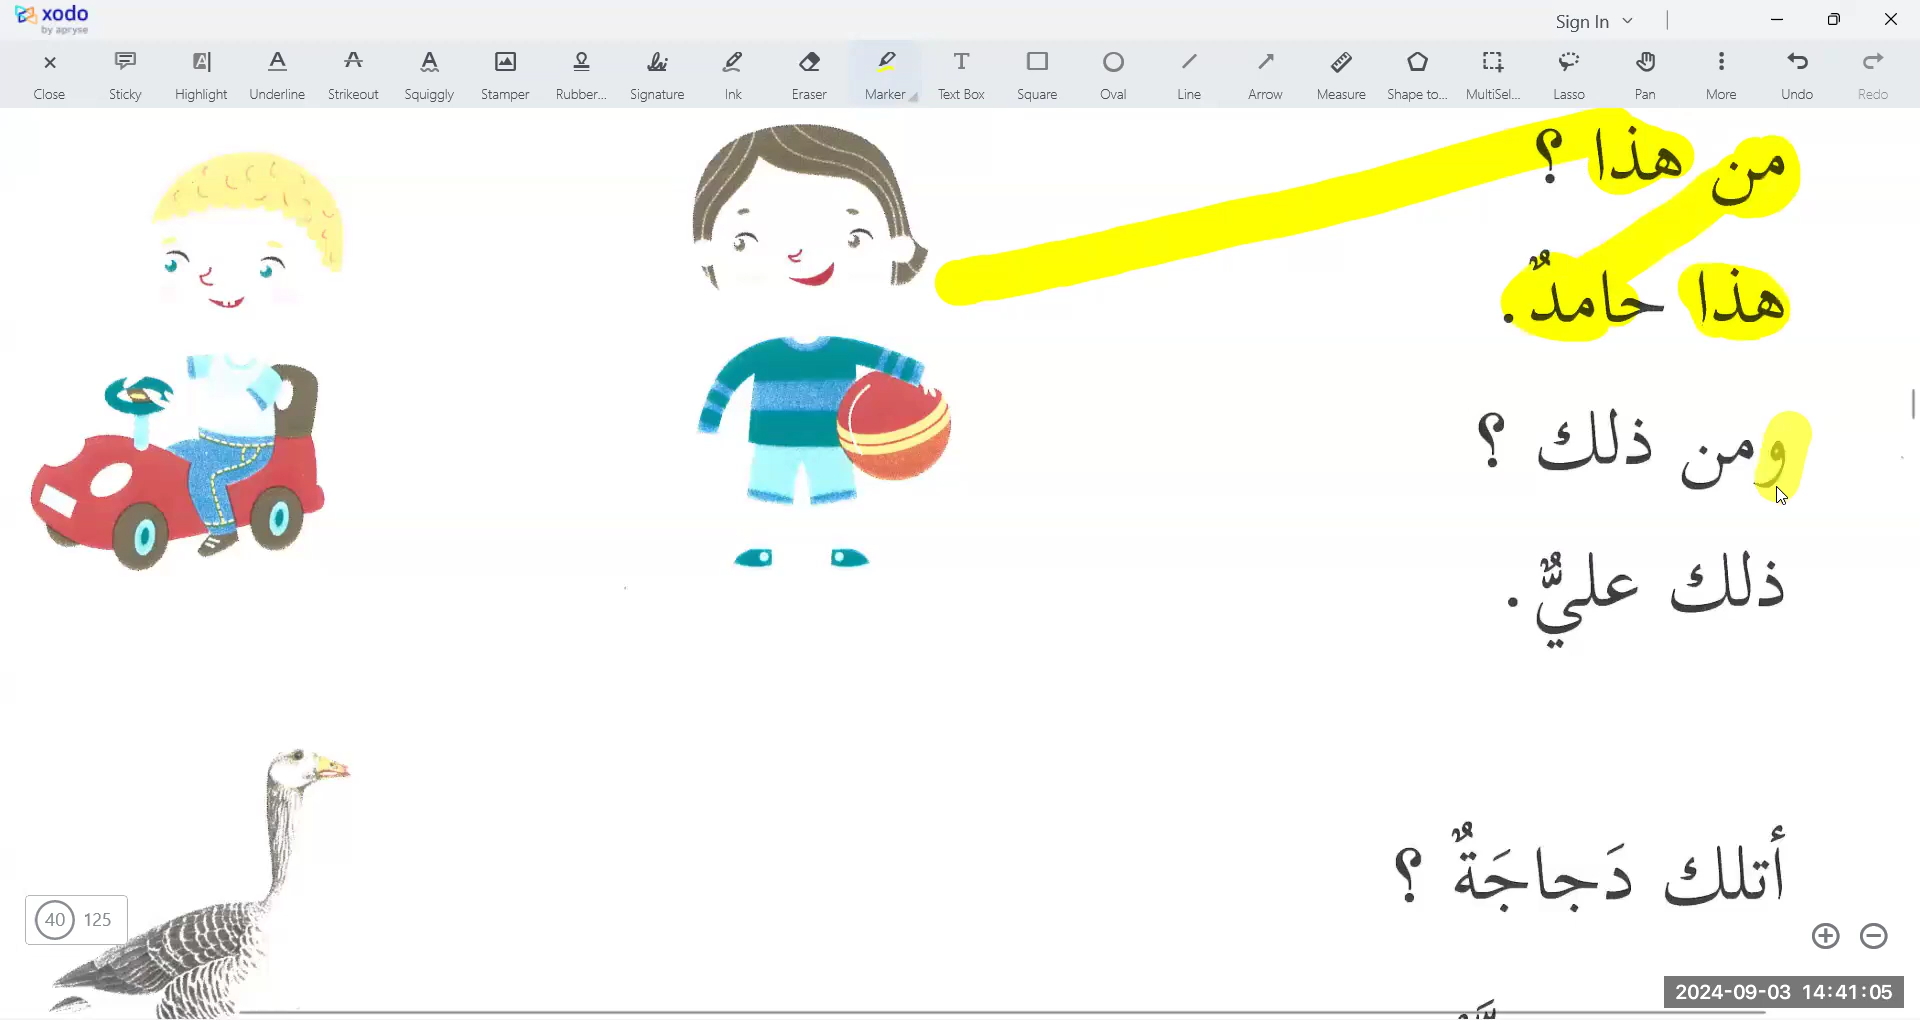 xodo
by apryse
Sign In
Close Sticky Highlight Underline Strikeout Squiggly Stamper Rubber... Signature Ink Eraser Marker Text Box Square Oval Line Arrow Measure Shape to... MultiSel... Lasso Pan More Undo Redo
من هذا ؟
هذا حامدٌ.
ومن ذلك ؟
ذلك عليٌّ.
أتلك دَجاجَةٌ ؟
40 125
2024-09-03 14:41:05